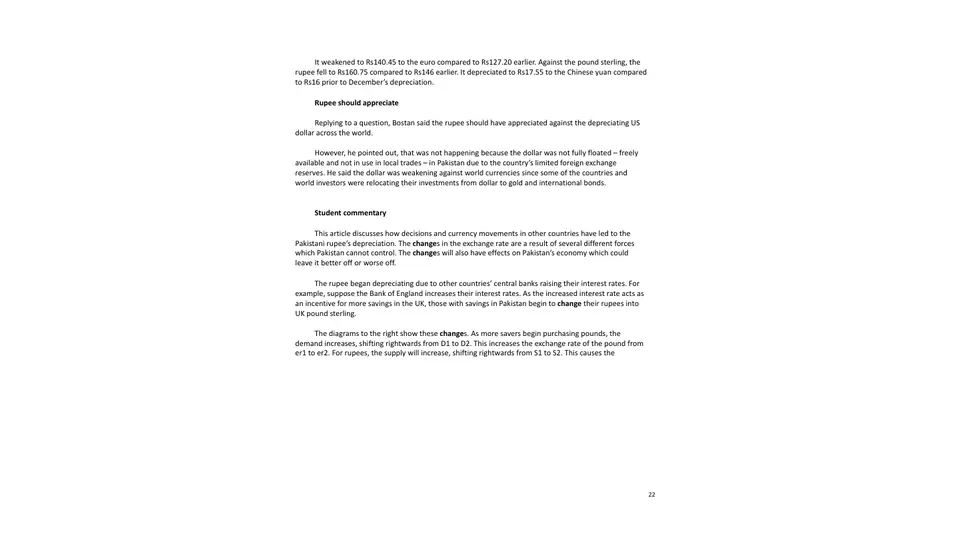 It weakened to Rs140.45 to the euro compared to Rs127.20 earlier. Against the pound sterling, the
rupee fell to Rs160.75 compared to Rs146 earlier. It depreciated to Rs17.55 to the Chinese yuan compared
to Rs16 prior to December's depreciation.
Rupee should appreciate
Replying to a question, Bostan said the rupee should have appreciated against the depreciating US
dollar across the world.
However, he pointed out, that was not happening because the dollar was not fully floated – freely
available and not in use in local trades – in Pakistan due to the country's limited foreign exchange
reserves. He said the dollar was weakening against world currencies since some of the countries and
world investors were relocating their investments from dollar to gold and international bonds.
Student commentary
This article discusses how decisions and currency movements in other countries have led to the
Pakistani rupee's depreciation. The changes in the exchange rate are a result of several different forces
which Pakistan cannot control. The changes will also have effects on Pakistan's economy which could
leave it better off or worse off.
The rupee began depreciating due to other countries' central banks raising their interest rates. For
example, suppose the Bank of England increases their interest rates. As the increased interest rate acts as
an incentive for more savings in the UK, those with savings in Pakistan begin to change their rupees into
UK pound sterling.
The diagrams to the right show these changes. As more savers begin purchasing pounds, the
demand increases, shifting rightwards from D1 to D2. This increases the exchange rate of the pound from
er1 to er2. For rupees, the supply will increase, shifting rightwards from S1 to S2. This causes the
22